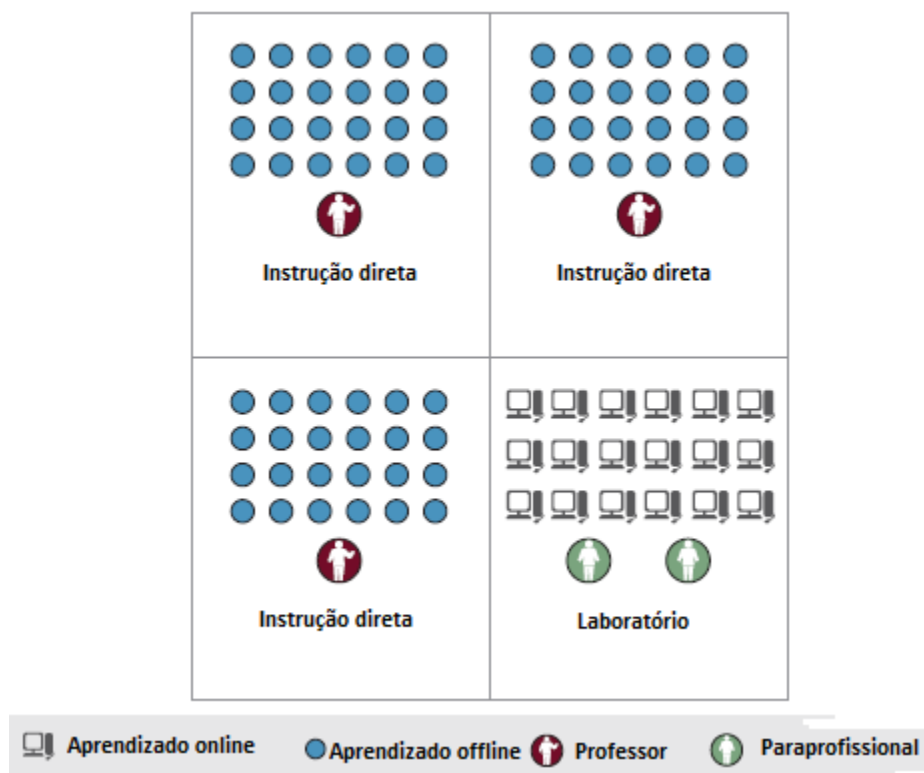 Instrução direta
Instrução direta
Instrução direta
Laboratório
Aprendizado online
Aprendizado offline
Professor
Paraprofissional